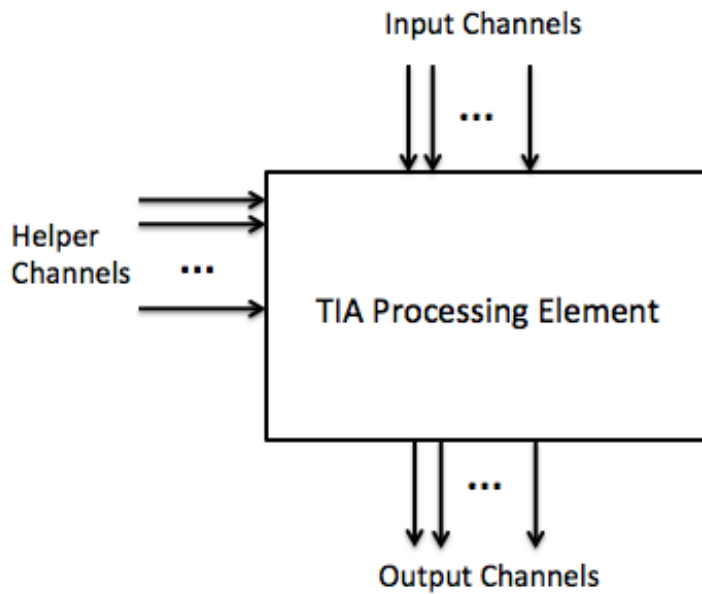 Input Channels
...
Helper
Channels
...
TIA Processing Element
...
Output Channels